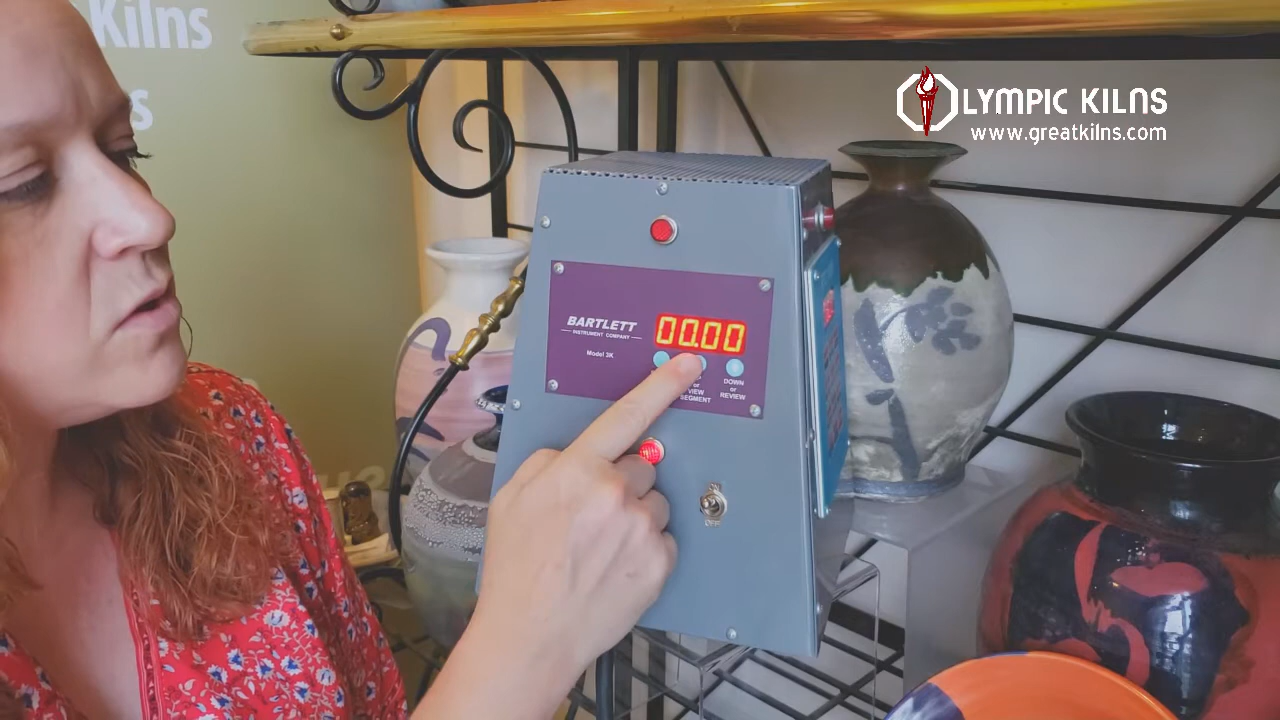 Kilns
s
LYMPIC KILNS
www.greatkilns.com
BARTLETT
INSTRUMENT COMPANY
Model 3K
00.00
or
VIEW
SEGMENT
DOWN
or
REVIEW
OFF